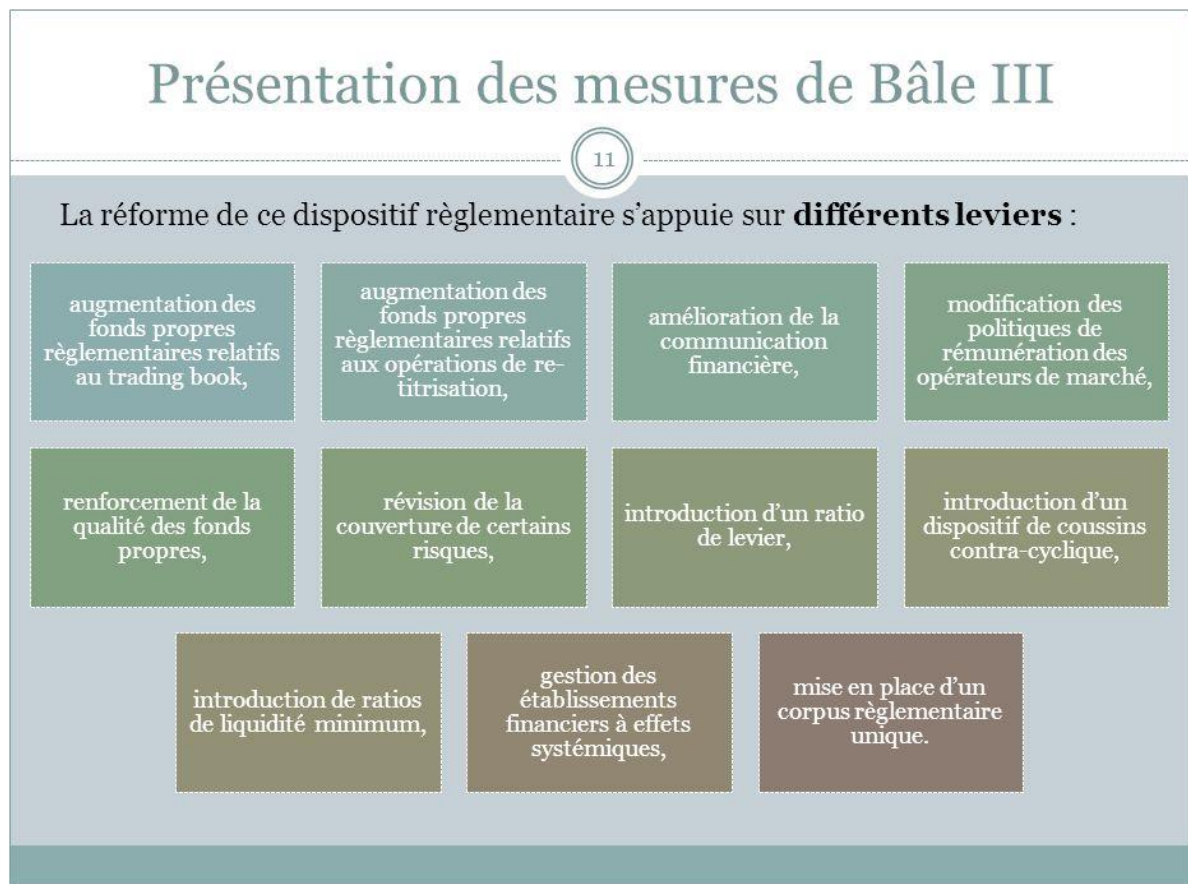 Présentation des mesures de Bâle III
11
La réforme de ce dispositif règlementaire s'appuie sur différents leviers :
augmentation des
fonds propres
règlementaires relatifs
au trading book,
augmentation des
fonds propres
règlementaires relatifs
aux opérations de re-
titrisation,
amélioration de la
communication
financière,
modification des
politiques de
rémunération des
opérateurs de marché,
renforcement de la
qualité des fonds
propres,
révision de la
couverture de certains
risques,
introduction d'un ratio
de levier,
introduction d'un
dispositif de coussins
contra-cyclique,
introduction de ratios
de liquidité minimum,
gestion des
établissements
financiers à effets
systémiques,
mise en place d'un
corpus règlementaire
unique.